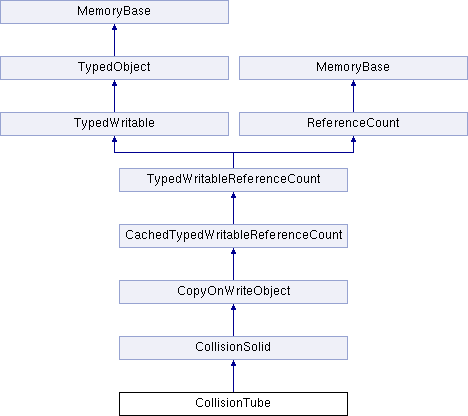 MemoryBase
TypedObject
MemoryBase
TypedWritable
ReferenceCount
TypedWritableReferenceCount
CachedTypedWritableReferenceCount
CopyOnWriteObject
CollisionSolid
CollisionTube